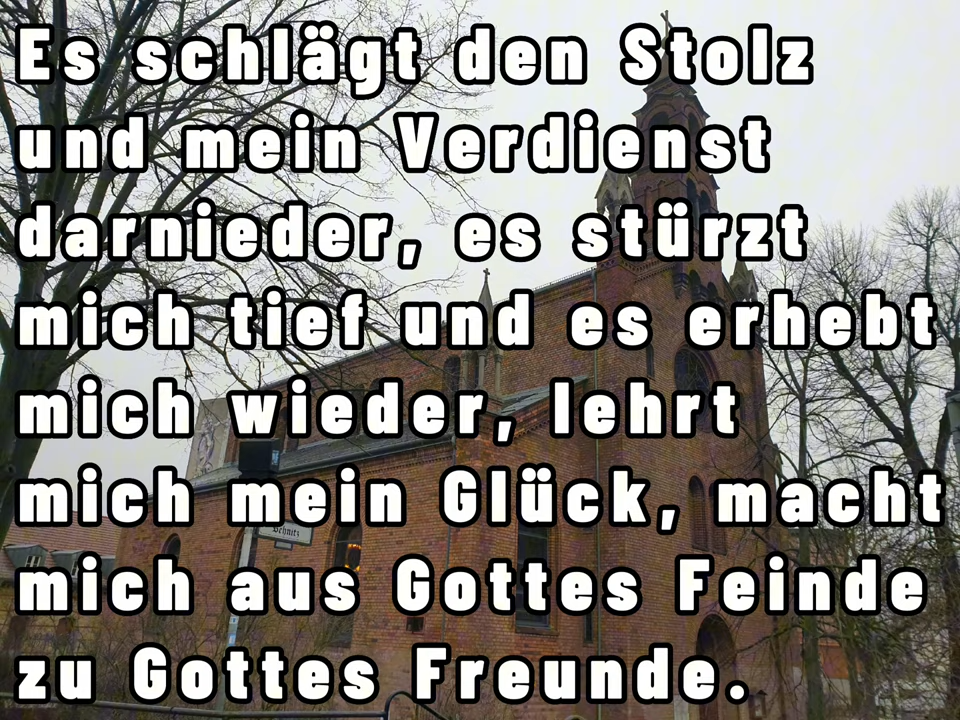 Es schlägt den Stolz
und mein Verdienst
darnieder, es stürzt
mich tief und es erhebt
mich wieder, lehrt
mich mein Glück, macht
mich aus Gottes Feinde
zu Gottes Freunde.
Behnitz